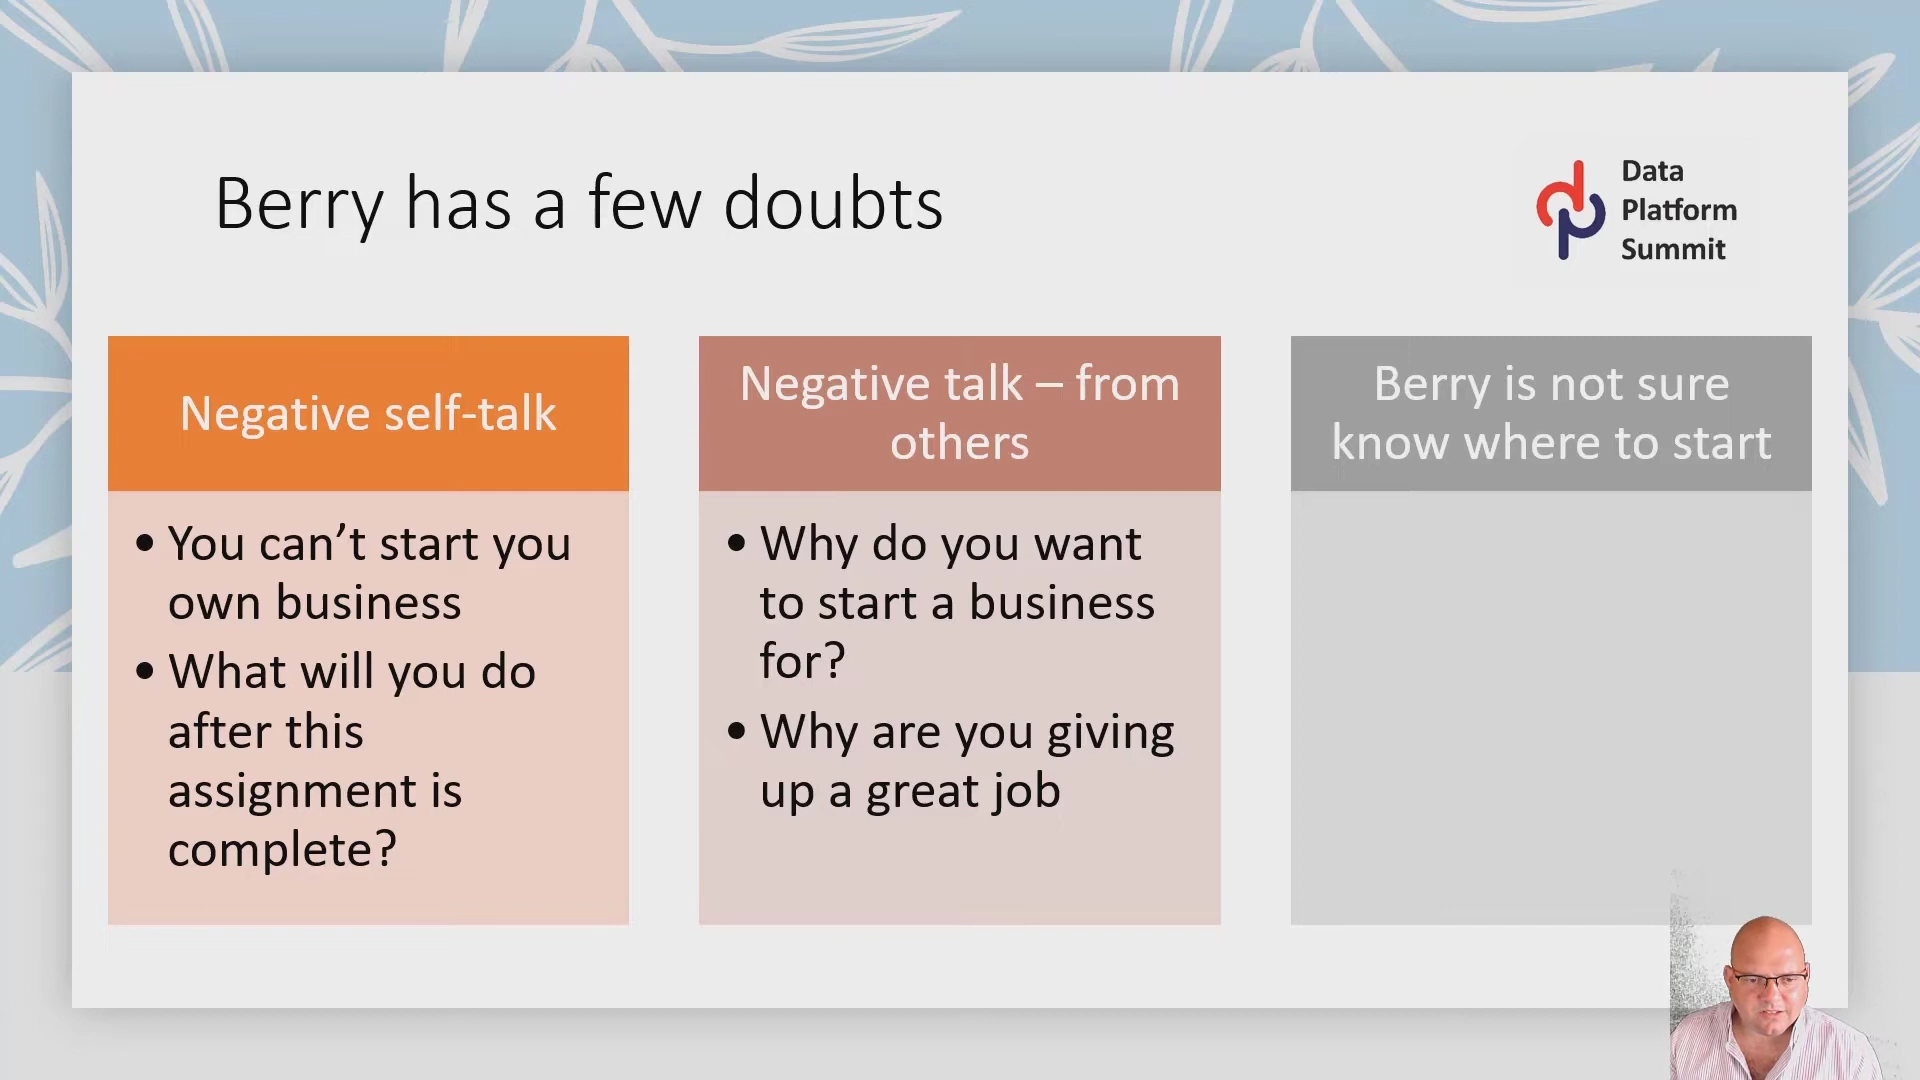 Berry has a few doubts
Data
Platform
Summit
Negative self-talk
• You can’t start you
own business
• What will you do
after this
assignment is
complete?
Negative talk – from
others
• Why do you want
to start a business
for?
• Why are you giving
up a great job
Berry is not sure
know where to start